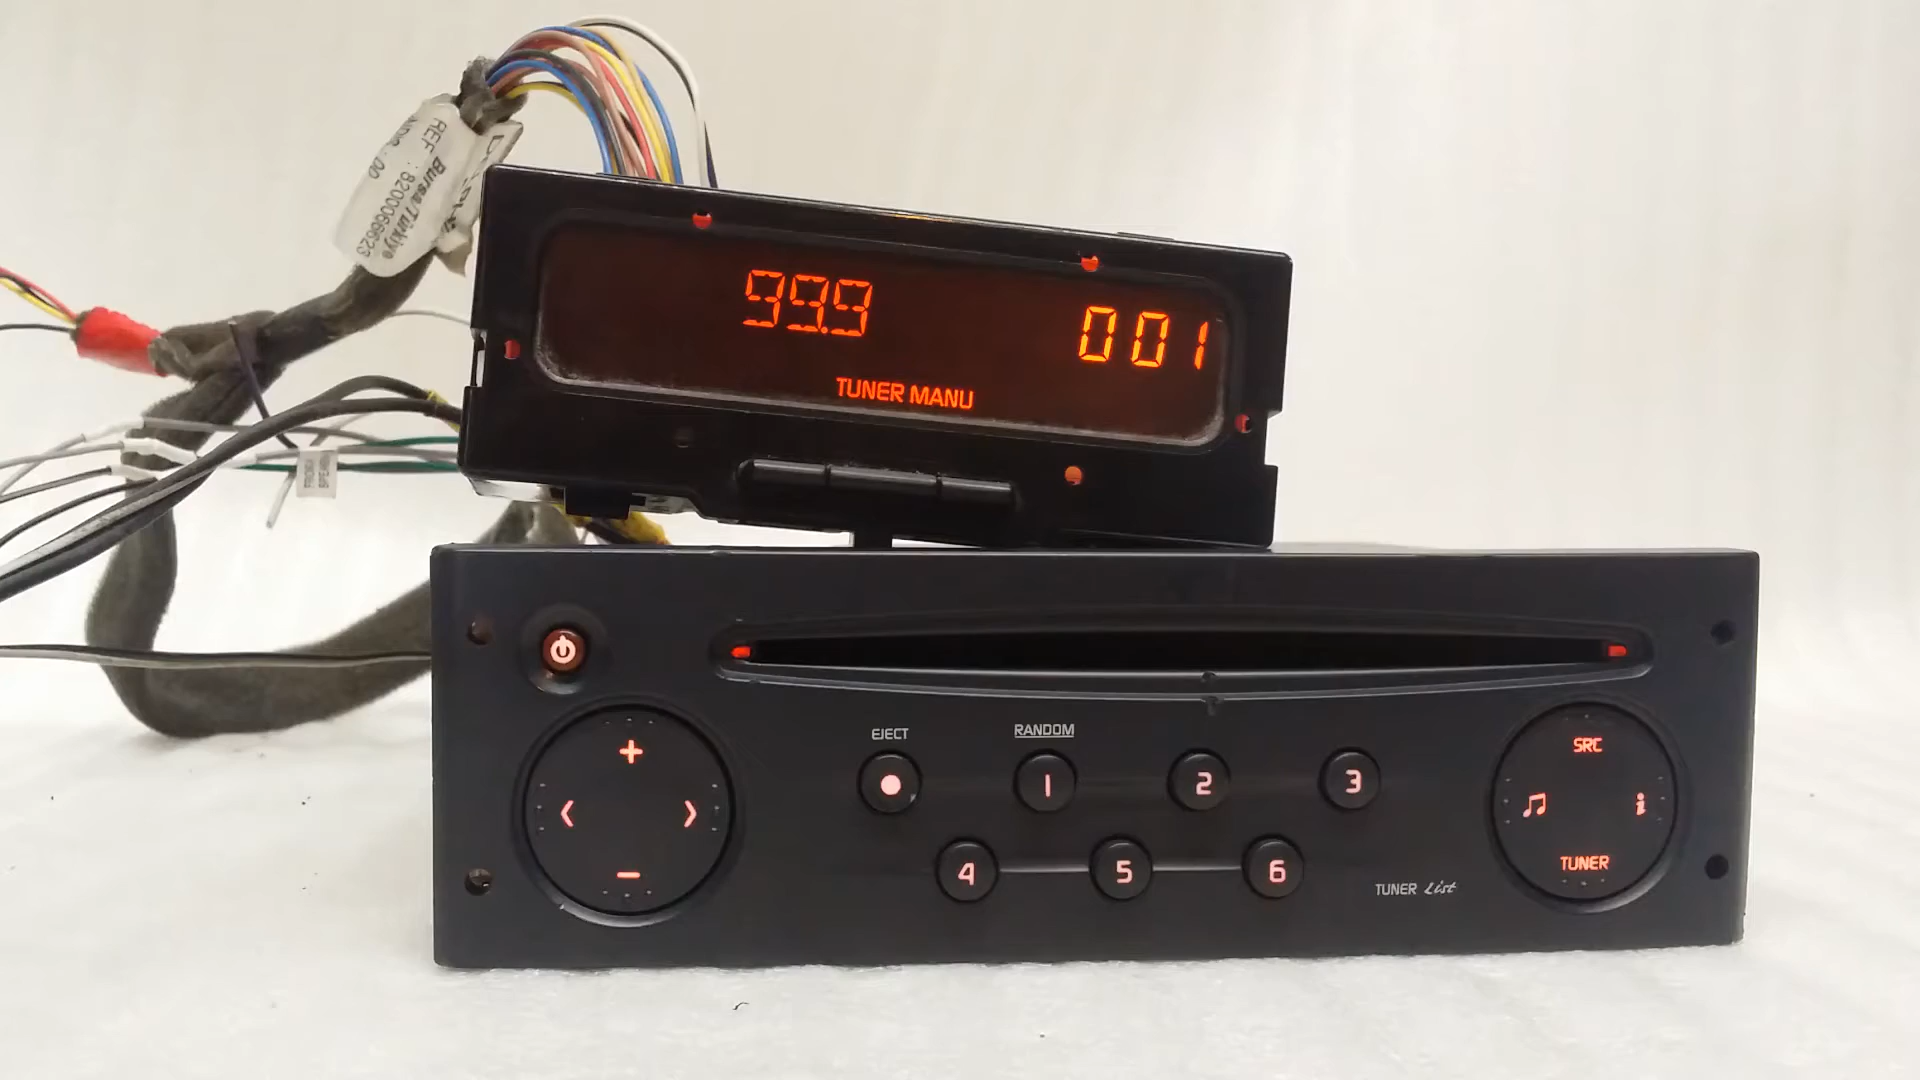 REF : 8200066623
Bursa/Türkiye
99.9
001
TUNER MANU
EJECT
RANDOM
1
2
3
4
5
6
SRC
i
TUNER
TUNER List